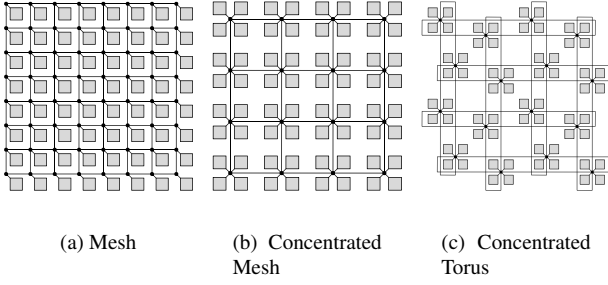 (a) Mesh
(b) Concentrated
Mesh
(c) Concentrated
Torus